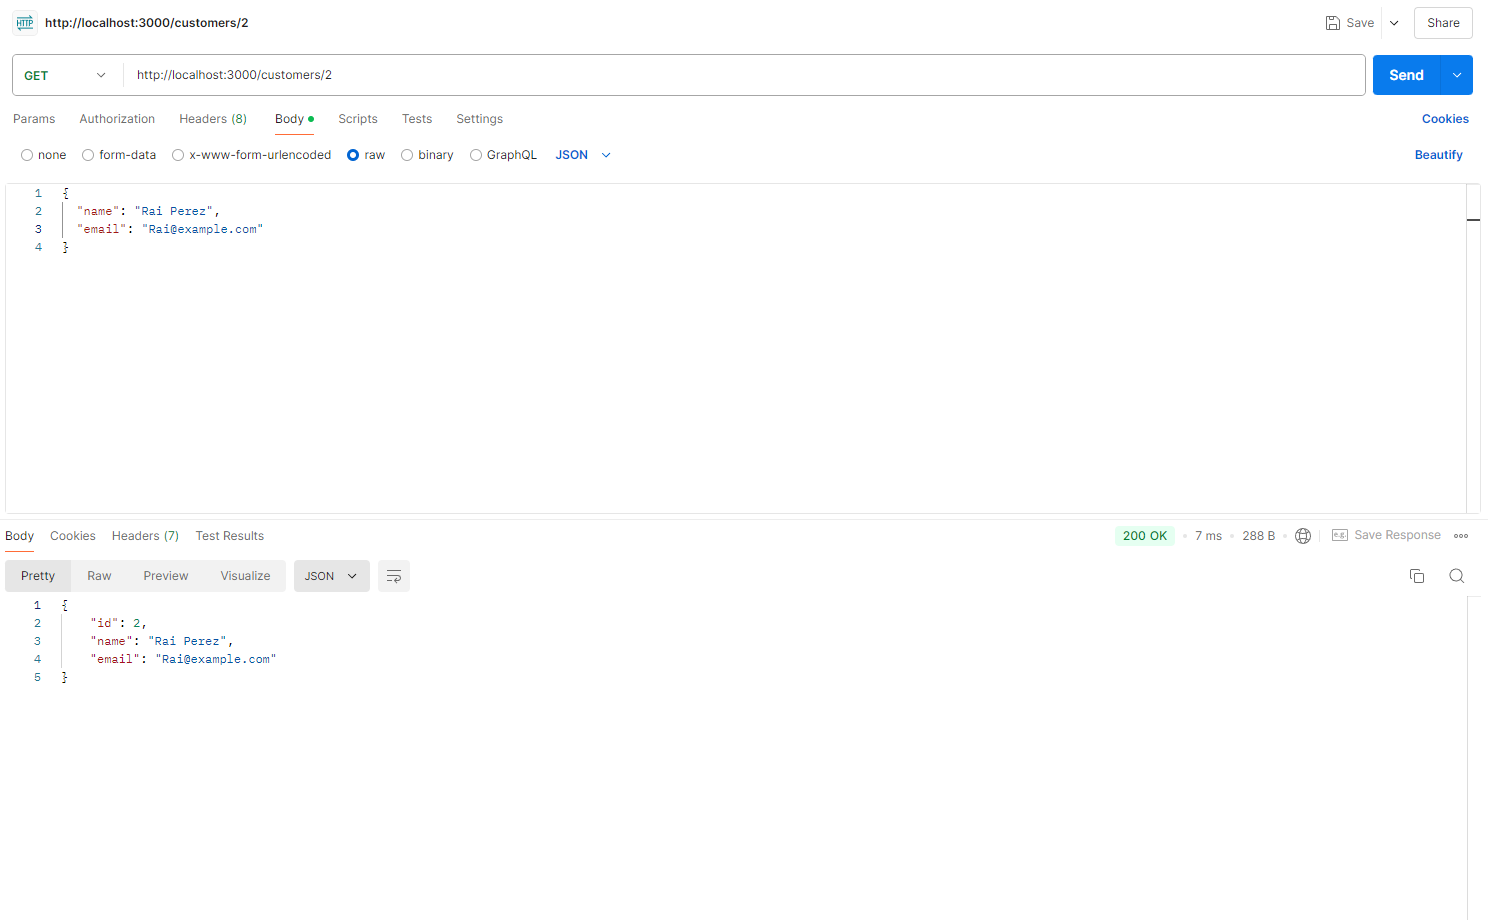 HTTP http://localhost:3000/customers/2 Save Share
GET http://localhost:3000/customers/2 Send
Params Authorization Headers (8) Body Scripts Tests Settings Cookies
none form-data x-www-form-urlencoded raw binary GraphQL JSON Beautify
1 {
2 "name": "Rai Perez",
3 "email": "Rai@example.com"
4 }
Body Cookies Headers (7) Test Results 200 OK 7 ms 288 B e.g. Save Response
Pretty Raw Preview Visualize JSON
1 {
2 "id": 2,
3 "name": "Rai Perez",
4 "email": "Rai@example.com"
5 }